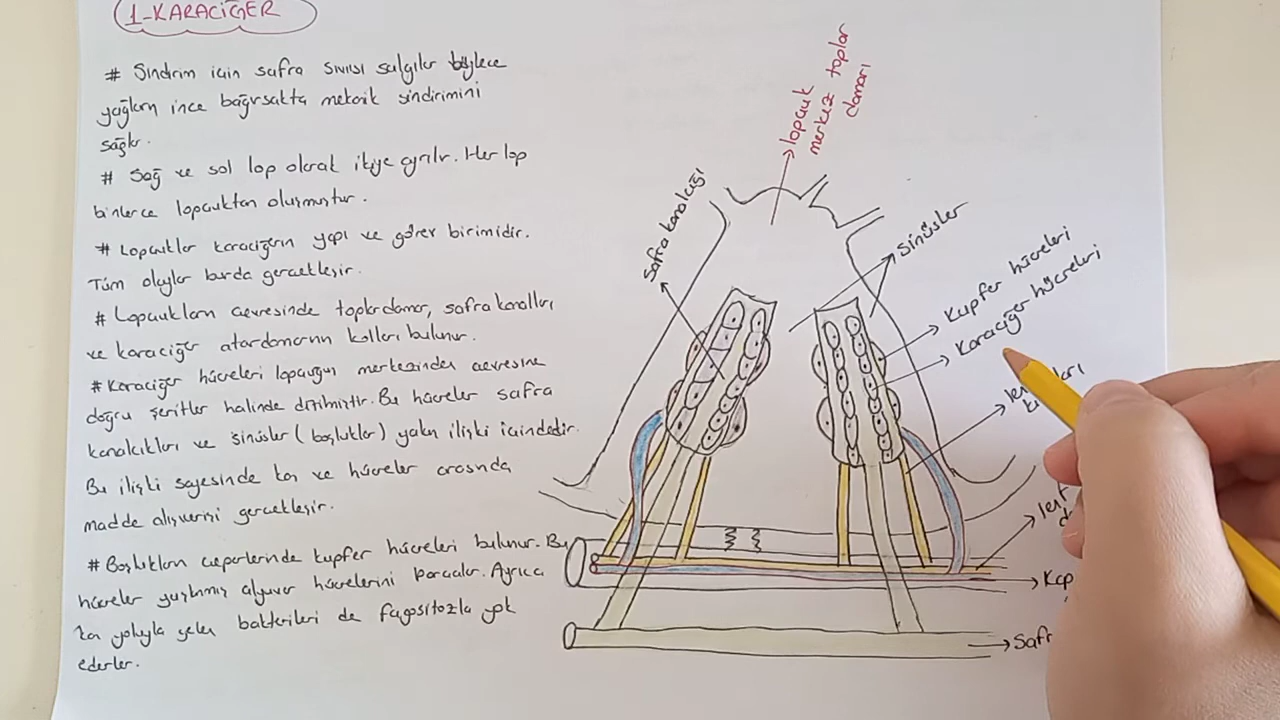 1-KARACİĞER
# Sindirim için safra sıvısı salgılar böylece
yağların ince bağırsakta mekanik sindirimini
sağlar.
# Sağ ve sol lop olarak ikiye ayrılır. Her lop
binlerce lopçuktan oluşmuştur.
# Lopçuklar karaciğerin yapı ve görev birimidir.
Tüm olaylar burda gerçekleşir.
# Lopçukların çevresinde toplardamar, safra kanalları
ve karaciğer atardamarının kolları bulunur.
# Karaciğer hücreleri lopçuğun merkezinden çevresine
doğru şeritler halinde dizilmiştir. Bu hücreler safra
kanalcıkları ve sinüsler (boşluklar) yakın ilişki içindedir.
Bu ilişki sayesinde kan ve hücreler arasında
madde alışverişi gerçekleşir.
# Boşlukların çeperlerinde kupfer hücreleri bulunur. Bu
hücreler yaşlanmış alyuvar hücrelerini parçalar. Ayrıca
kan yoluyla gelen bakterileri de fagositozla yok
ederler.
lopçuk
merkez toplar
damarı
safra kanalcığı
sinüsler
Kupfer hücreleri
Karaciğer hücreleri
lenf
Kap
Safr